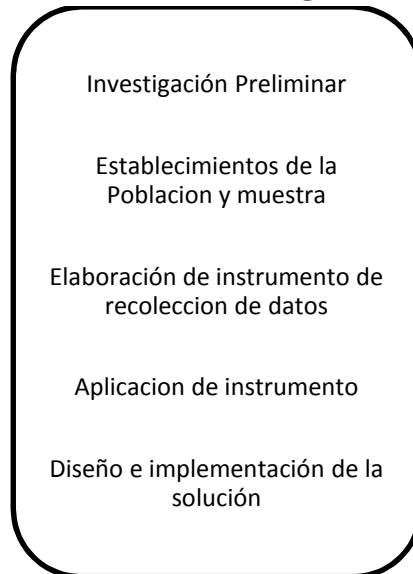 Investigación Preliminar
Establecimientos de la
Poblacion y muestra
Elaboración de instrumento de
recoleccion de datos
Aplicacion de instrumento
Diseño e implementación de la
solución